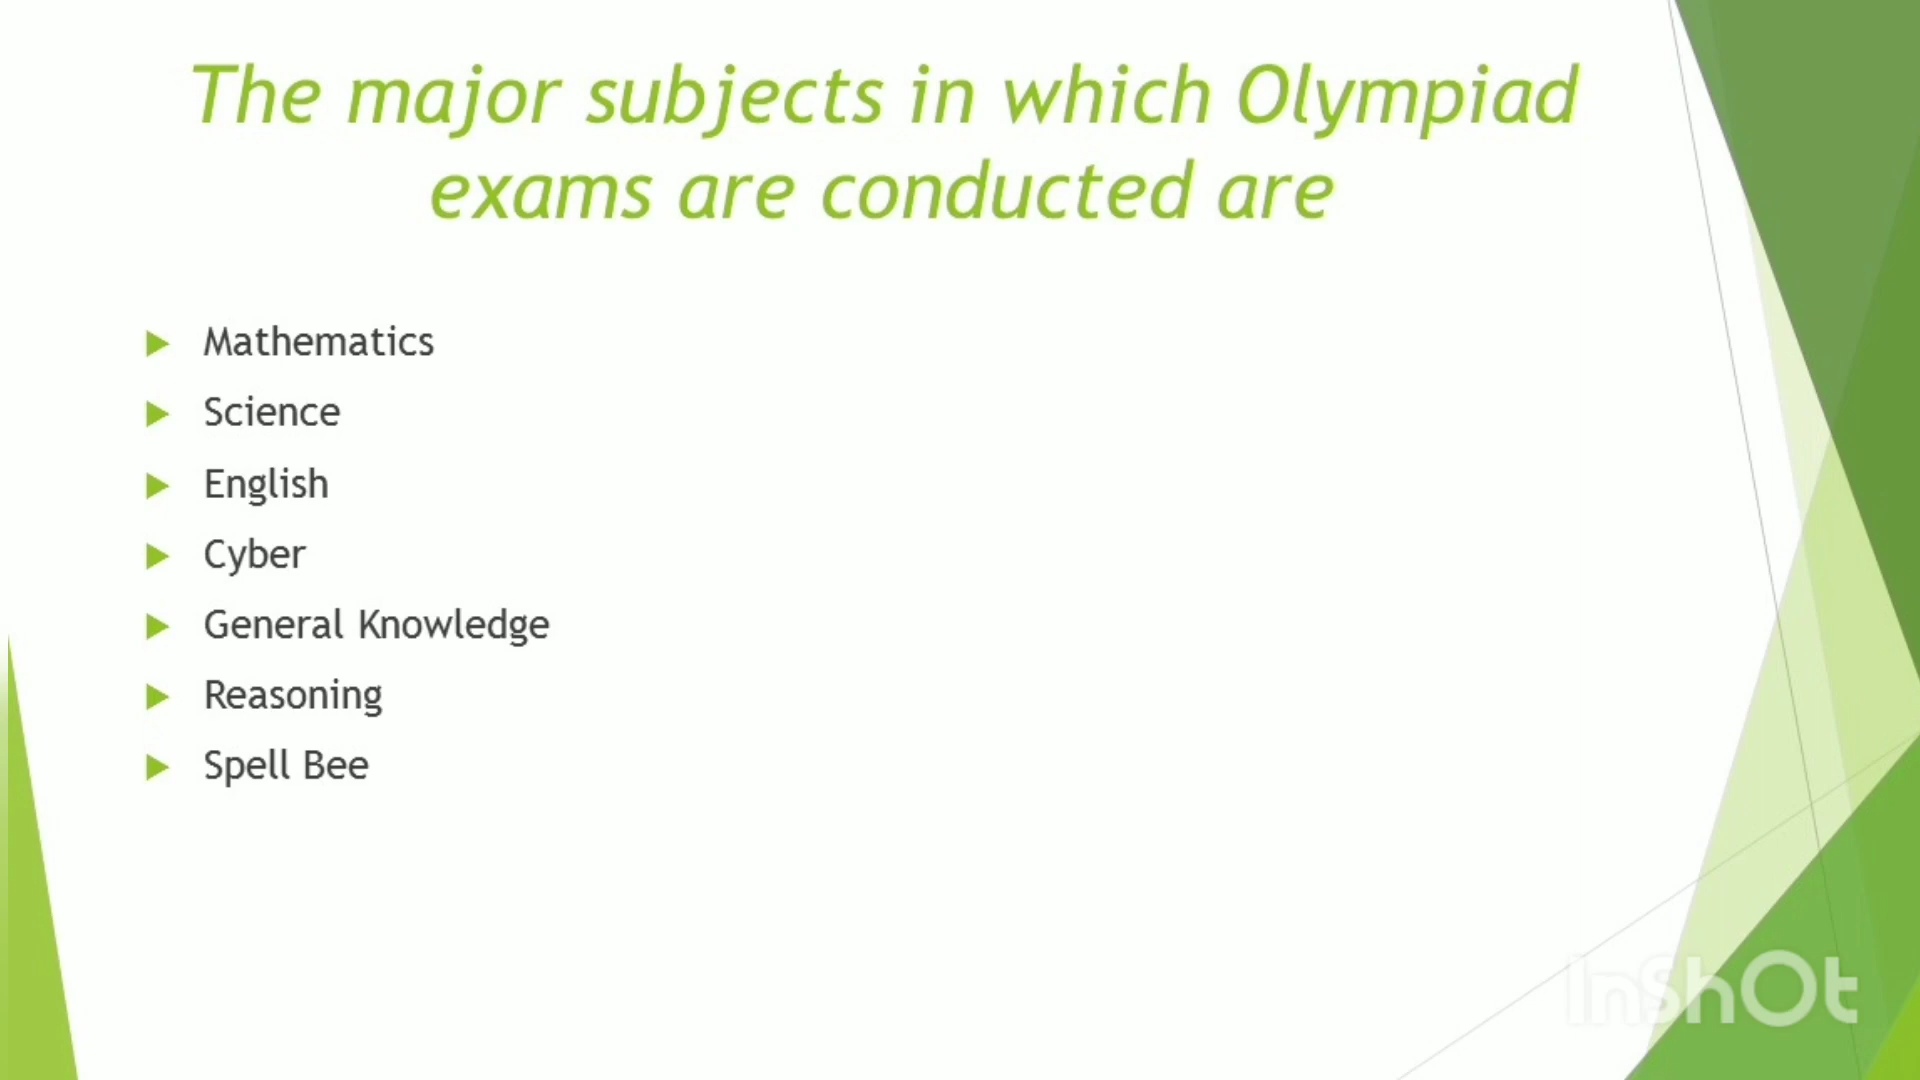 The major subjects in which Olympiad
exams are conducted are
Mathematics
Science
English
Cyber
General Knowledge
Reasoning
Spell Bee
InShOt